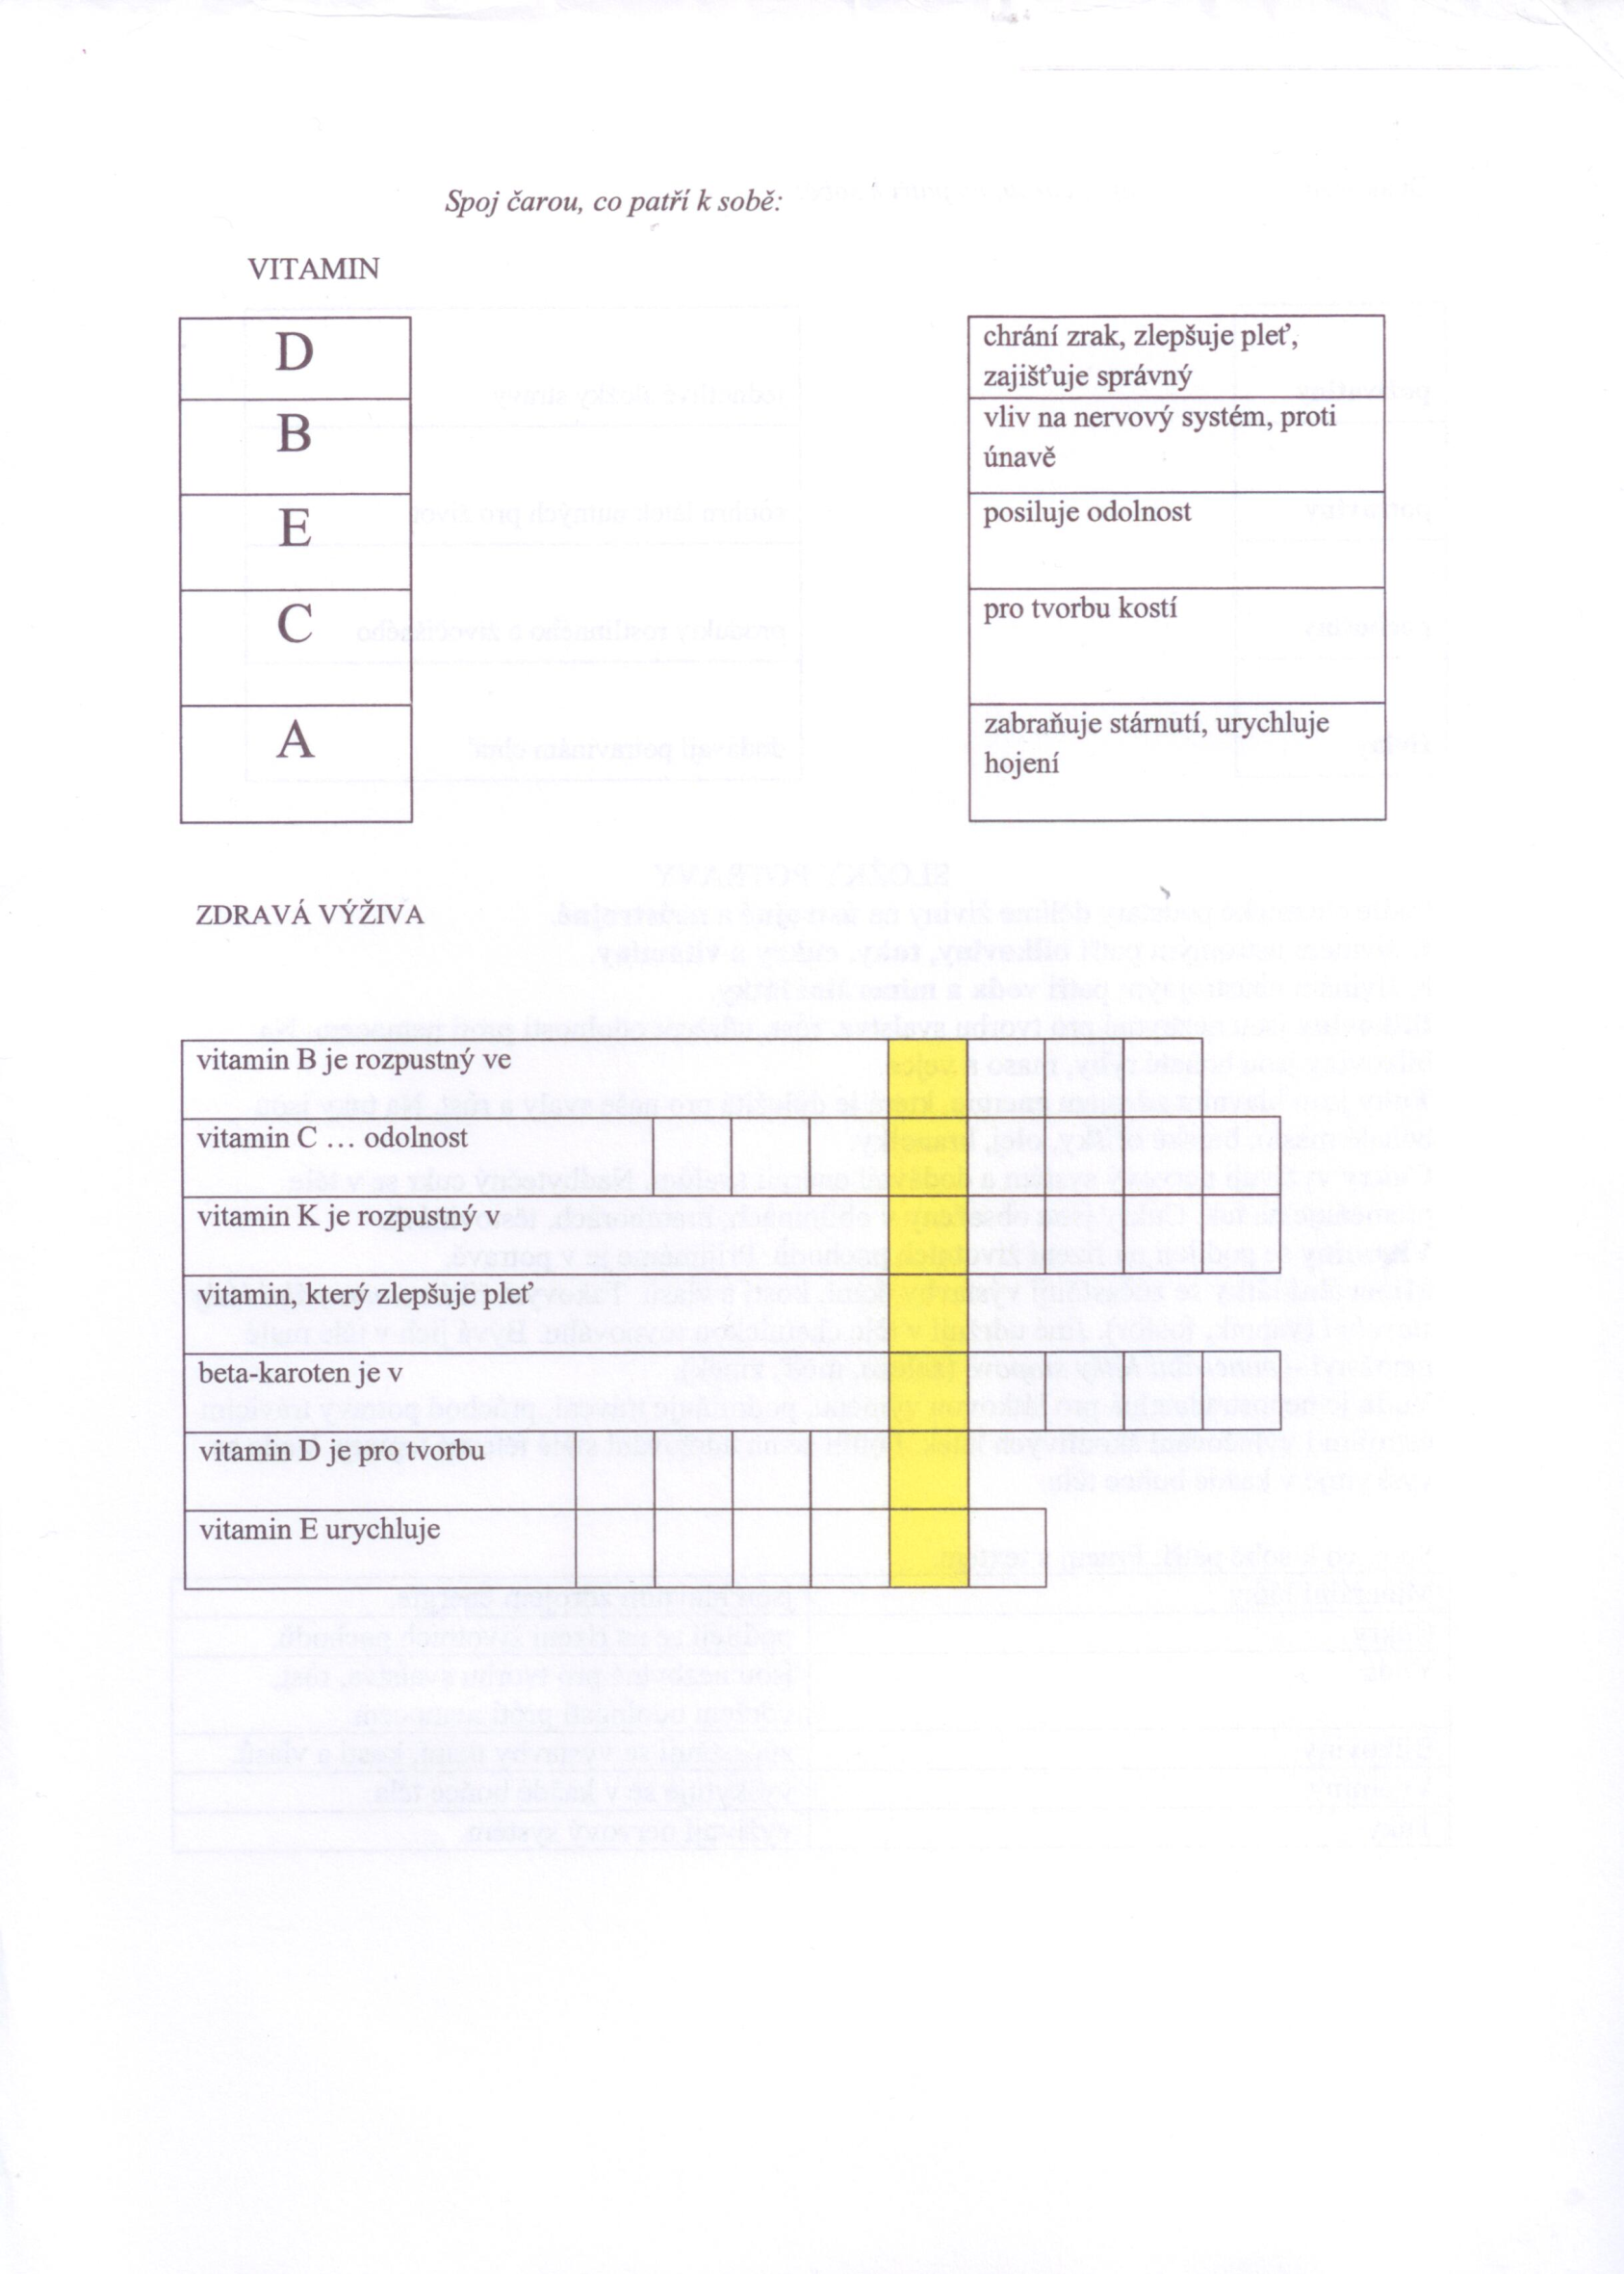 Spoj čarou, co patří k sobě:
VITAMIN
D
B
E
C
A
chrání zrak, zlepšuje pleť,
zajišťuje správný
vliv na nervový systém, proti
únavě
posiluje odolnost
pro tvorbu kostí
zabraňuje stárnutí, urychluje
hojení
ZDRAVÁ VÝŽIVA
vitamin B je rozpustný ve
vitamin C … odolnost
vitamin K je rozpustný v
vitamin, který zlepšuje pleť
beta-karoten je v
vitamin D je pro tvorbu
vitamin E urychluje